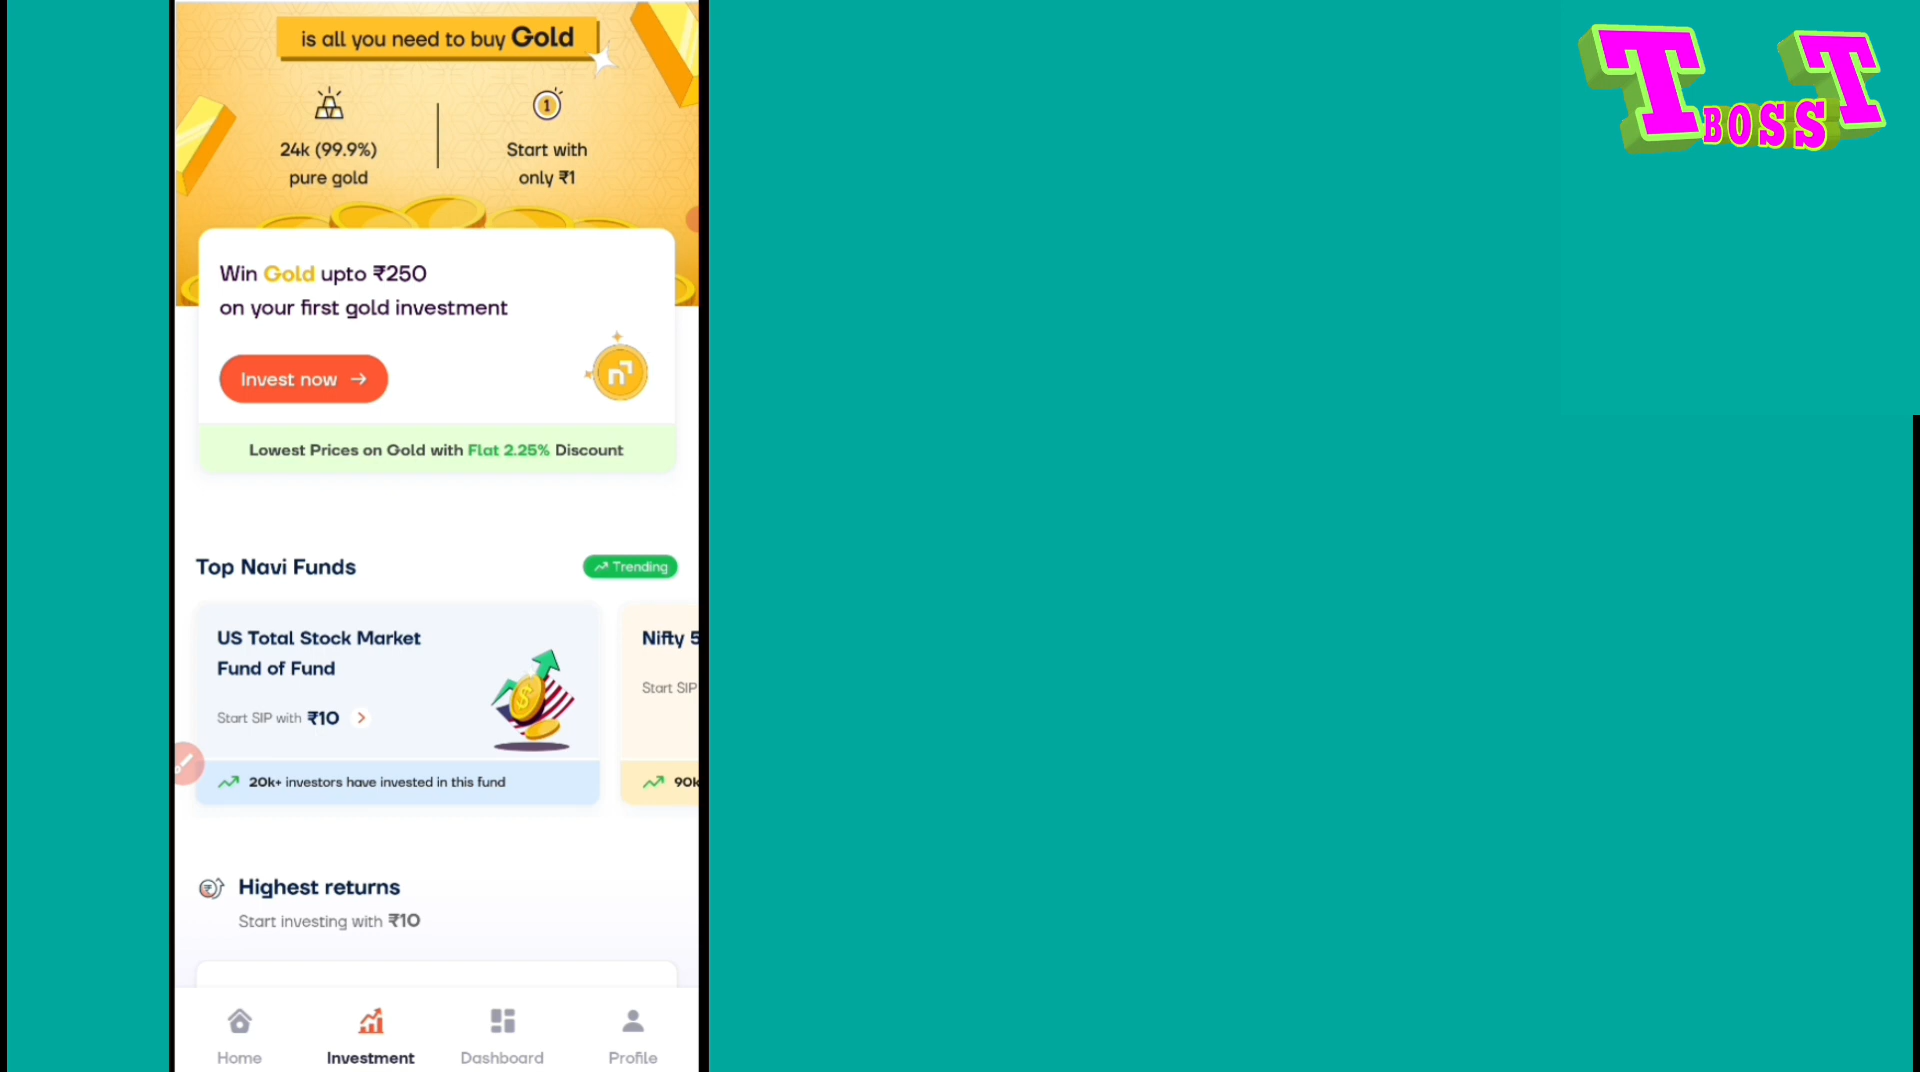 is all you need to buy Gold
24k (99.9%)
pure gold
1
Start with
only ₹1
Win Gold upto ₹250
on your first gold investment
Invest now
Lowest Prices on Gold with Flat 2.25% Discount
Top Navi Funds
Trending
US Total Stock Market
Fund of Fund
Start SIP with ₹10
20k+ investors have invested in this fund
Nifty 5
Start SIP
90k
Highest returns
Start investing with ₹10
Home
Investment
Dashboard
Profile
T BOSS T